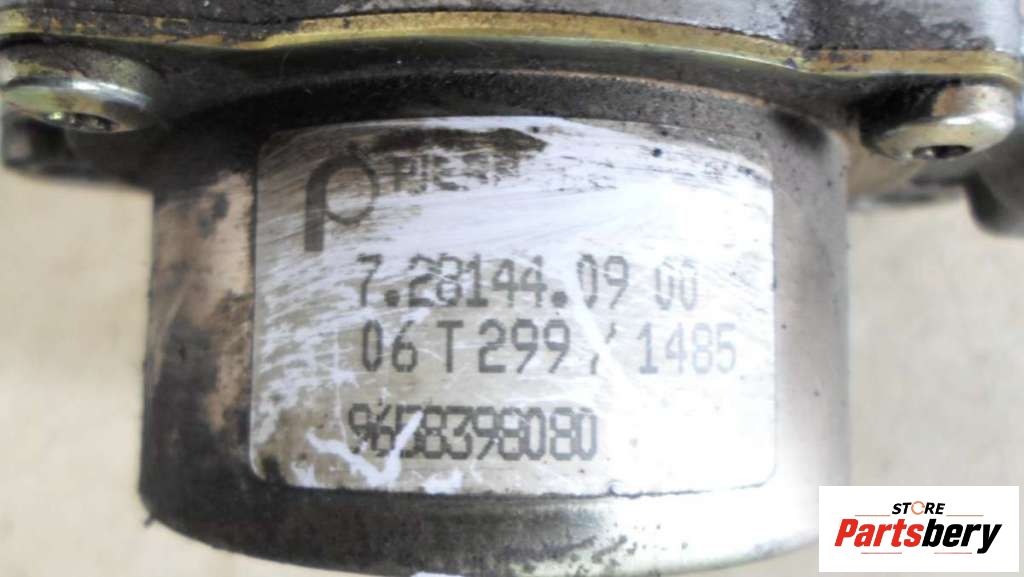 7.28144.09 00
06 T 299 / 1485
9658398080
STORE
Partsbery